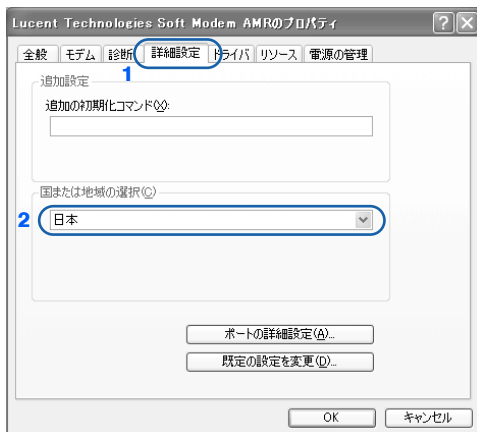 Lucent Technologies Soft Modem AMRのプロパティ
全般 モデム 診断 詳細設定 ドライバ リソース 電源の管理
1
追加設定
追加の初期化コマンド(X):
国または地域の選択(C)
2 日本
ポートの詳細設定(A)...
既定の設定を変更(D)...
OK キャンセル